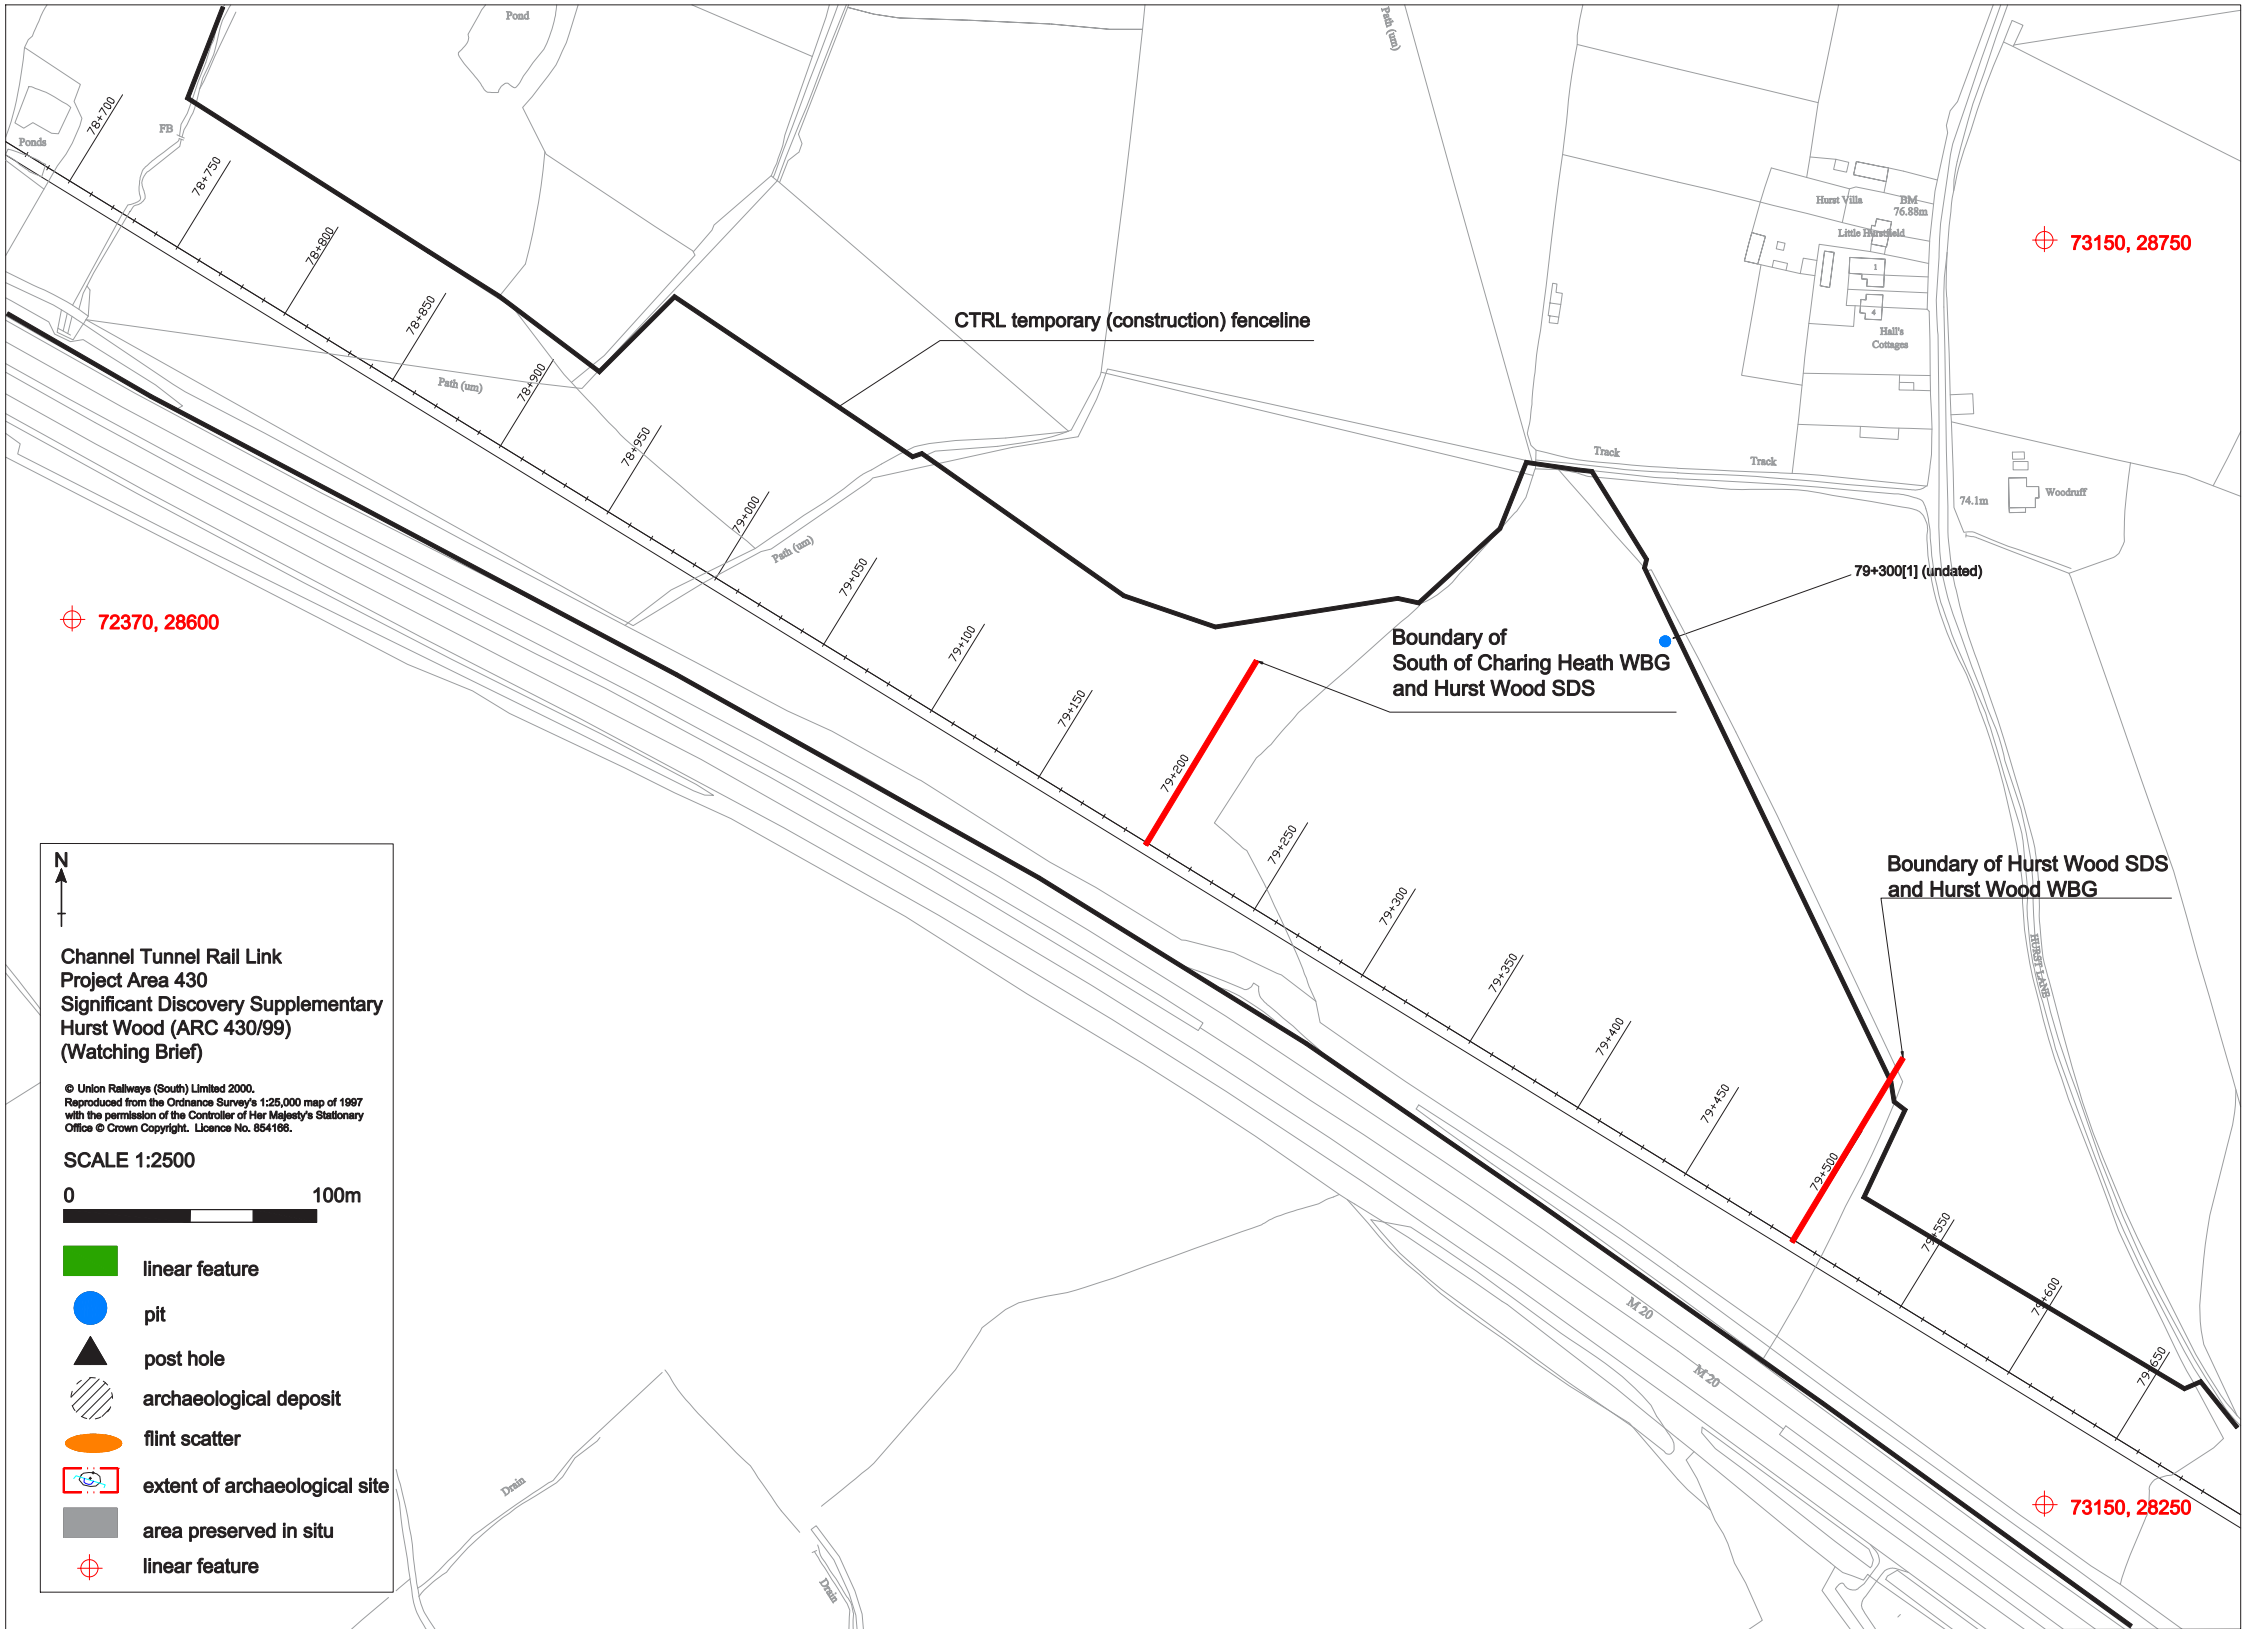 Pond
Path (um)
78+700
FB
Ponds
78+750
78+800
78+850
78+900
78+950
79+000
79+050
79+100
79+150
79+200
79+250
79+300
79+350
79+400
79+450
79+500
79+550
79+600
79+650
Path (um)
Path (um)
CTRL temporary (construction) fenceline
Hurst Villa
BM
76.88m
Little Hurstfield
1
4
Hall's
Cottages
73150, 28750
Track
Track
74.1m
Woodruff
79+300[1] (undated)
72370, 28600
Boundary of
South of Charing Heath WBG
and Hurst Wood SDS
Boundary of Hurst Wood SDS
and Hurst Wood WBG
HURST LANE
M 20
M 20
73150, 28250
Drain
Drain
N
Channel Tunnel Rail Link
Project Area 430
Significant Discovery Supplementary
Hurst Wood (ARC 430/99)
(Watching Brief)
© Union Railways (South) Limited 2000.
Reproduced from the Ordnance Survey's 1:25,000 map of 1997
with the permission of the Controller of Her Majesty's Stationary
Office © Crown Copyright. Licence No. 854166.
SCALE 1:2500
0 100m
linear feature
pit
post hole
archaeological deposit
flint scatter
extent of archaeological site
area preserved in situ
linear feature